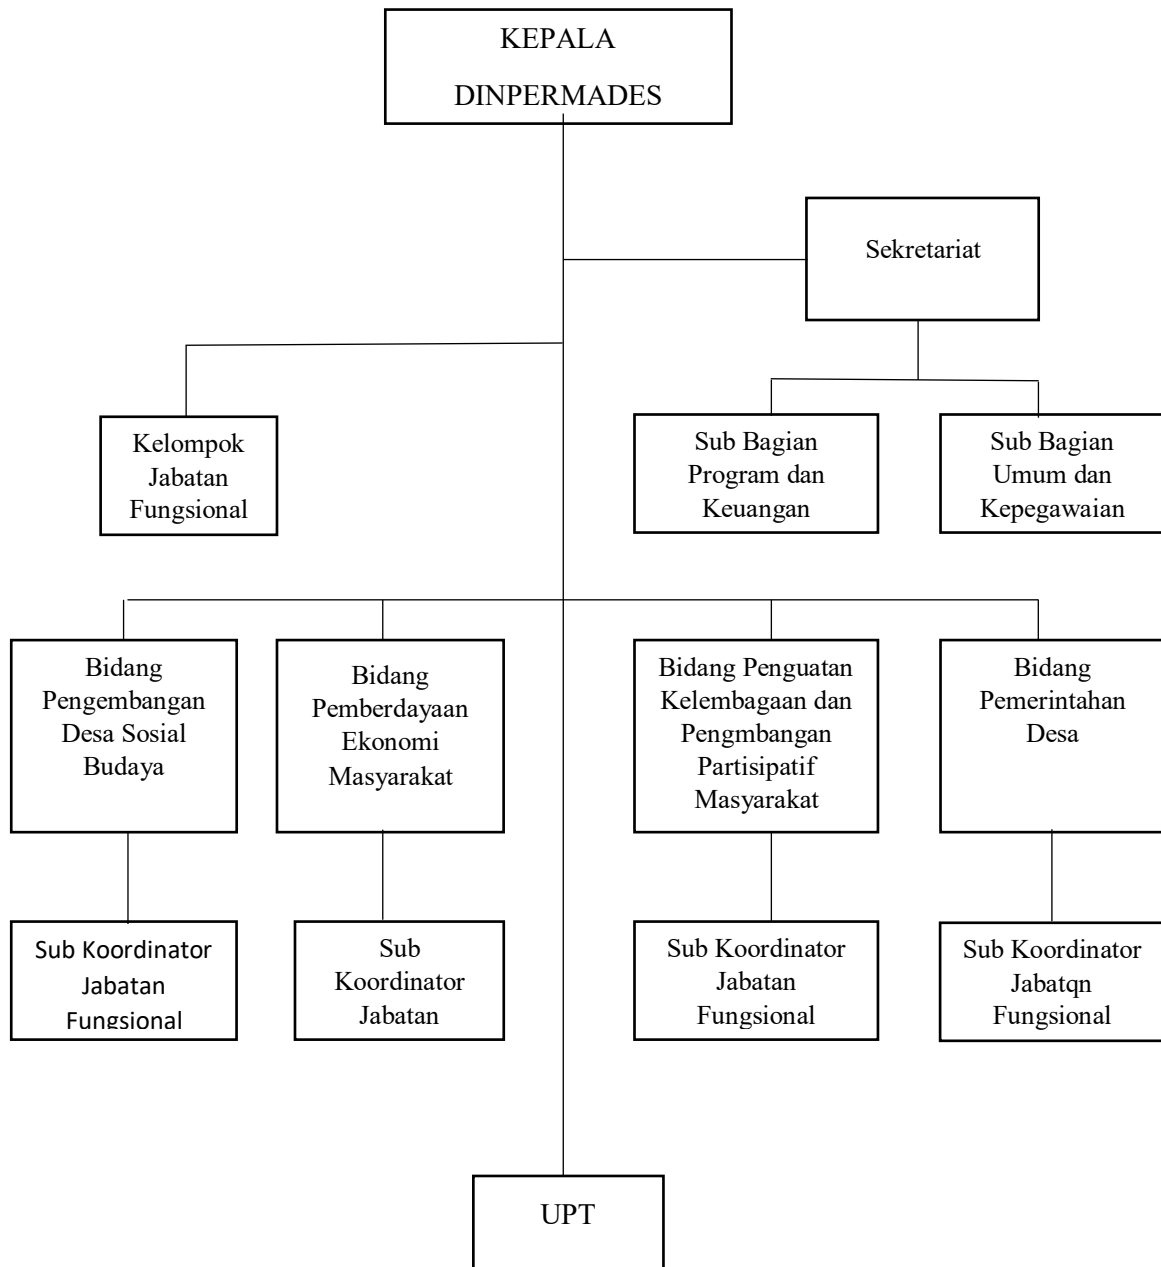 KEPALA
DINPERMADES
Sekretariat
Kelompok
Jabatan
Fungsional
Sub Bagian
Program dan
Keuangan
Sub Bagian
Umum dan
Kepegawaian
Bidang
Pengembangan
Desa Sosial
Budaya
Bidang
Pemberdayaan
Ekonomi
Masyarakat
Bidang Penguatan
Kelembagaan dan
Pengmbangan
Partisipatif
Masyarakat
Bidang
Pemerintahan
Desa
Sub Koordinator
Jabatan
Fungsional
Sub
Koordinator
Jabatan
Sub Koordinator
Jabatan
Fungsional
Sub Koordinator
Jabatqn
Fungsional
UPT